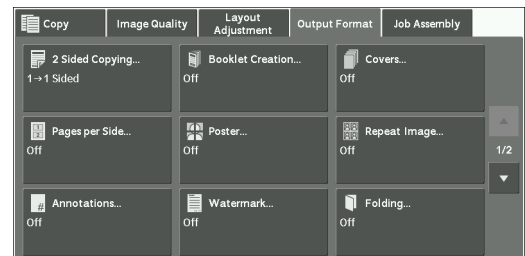 Copy
Image Quality
Layout
Adjustment
Output Format
Job Assembly
2 Sided Copying...
1→1 Sided
Booklet Creation...
Off
Covers...
Off
Pages per Side...
Off
Poster...
Off
Repeat Image...
Off
1/2
# Annotations...
Off
Watermark...
Off
Folding...
Off